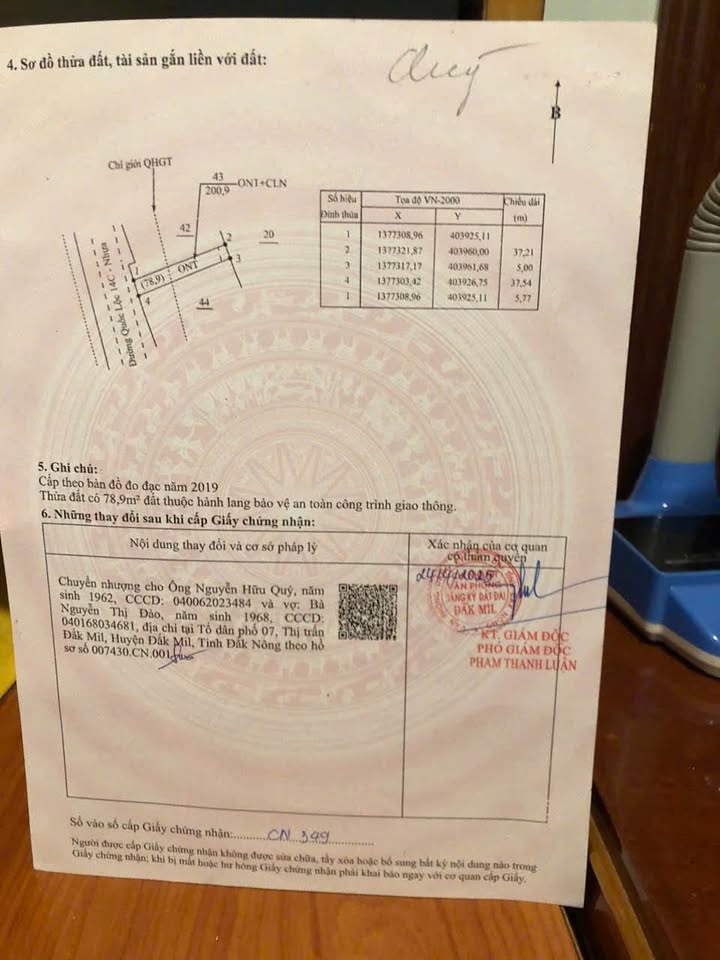 Quý
4. Sơ đồ thửa đất, tài sản gắn liền với đất:
B
Chỉ giới QHGT
43
200,9
ONT+CLN
42
20
2
1
3
4
(78,9)
ONT
44
Đường Quốc Lộ 14C - Nhựa
Số hiệu Đỉnh thửa Tọa độ VN-2000 Chiều dài (m)
X Y
1 1377308,96 403925,11
2 1377321,87 403960,00 37,21
3 1377317,17 403961,68 5,00
4 1377303,42 403926,75 37,54
1 1377308,96 403925,11 5,77
5. Ghi chú:
Cấp theo bản đồ đo đạc năm 2019
Thửa đất có 78,9m² đất thuộc hành lang bảo vệ an toàn công trình giao thông.
6. Những thay đổi sau khi cấp Giấy chứng nhận:
Nội dung thay đổi và cơ sở pháp lý
Xác nhận của cơ quan
có thẩm quyền
Chuyển nhượng cho Ông Nguyễn Hữu Quý, năm
sinh 1962, CCCD: 040062023484 và vợ: Bà
Nguyễn Thị Đào, năm sinh 1968, CCCD:
040168034681, địa chỉ tại Tổ dân phố 07, Thị trấn
Đắk Mil, Huyện Đắk Mil, Tỉnh Đắk Nông theo hồ
sơ số 007430.CN.001
VĂN PHÒNG
ĐĂNG KÝ ĐẤT ĐAI
ĐẮK MIL
KT. GIÁM ĐỐC
PHÓ GIÁM ĐỐC
PHẠM THANH LUẬN
Số vào sổ cấp Giấy chứng nhận:..........CN 349..........
Người được cấp Giấy chứng nhận không được sửa chữa, tẩy xóa hoặc bổ sung bất kỳ nội dung nào trong
Giấy chứng nhận; khi bị mất hoặc hư hỏng Giấy chứng nhận phải khai báo ngay với cơ quan cấp Giấy.